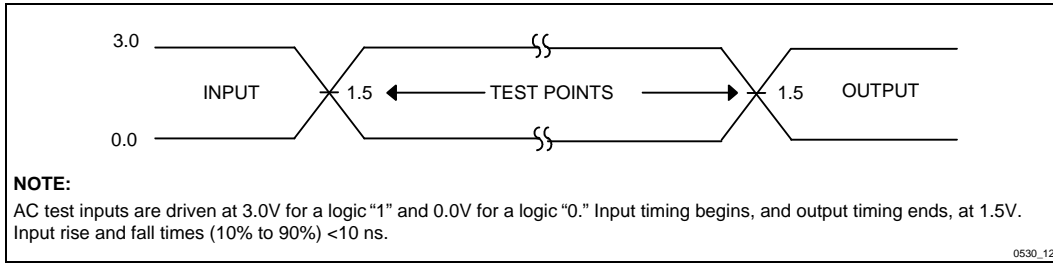 3.0
INPUT 1.5 TEST POINTS 1.5 OUTPUT
0.0
NOTE:
AC test inputs are driven at 3.0V for a logic “1” and 0.0V for a logic “0.” Input timing begins, and output timing ends, at 1.5V.
Input rise and fall times (10% to 90%) <10 ns.
0530_12